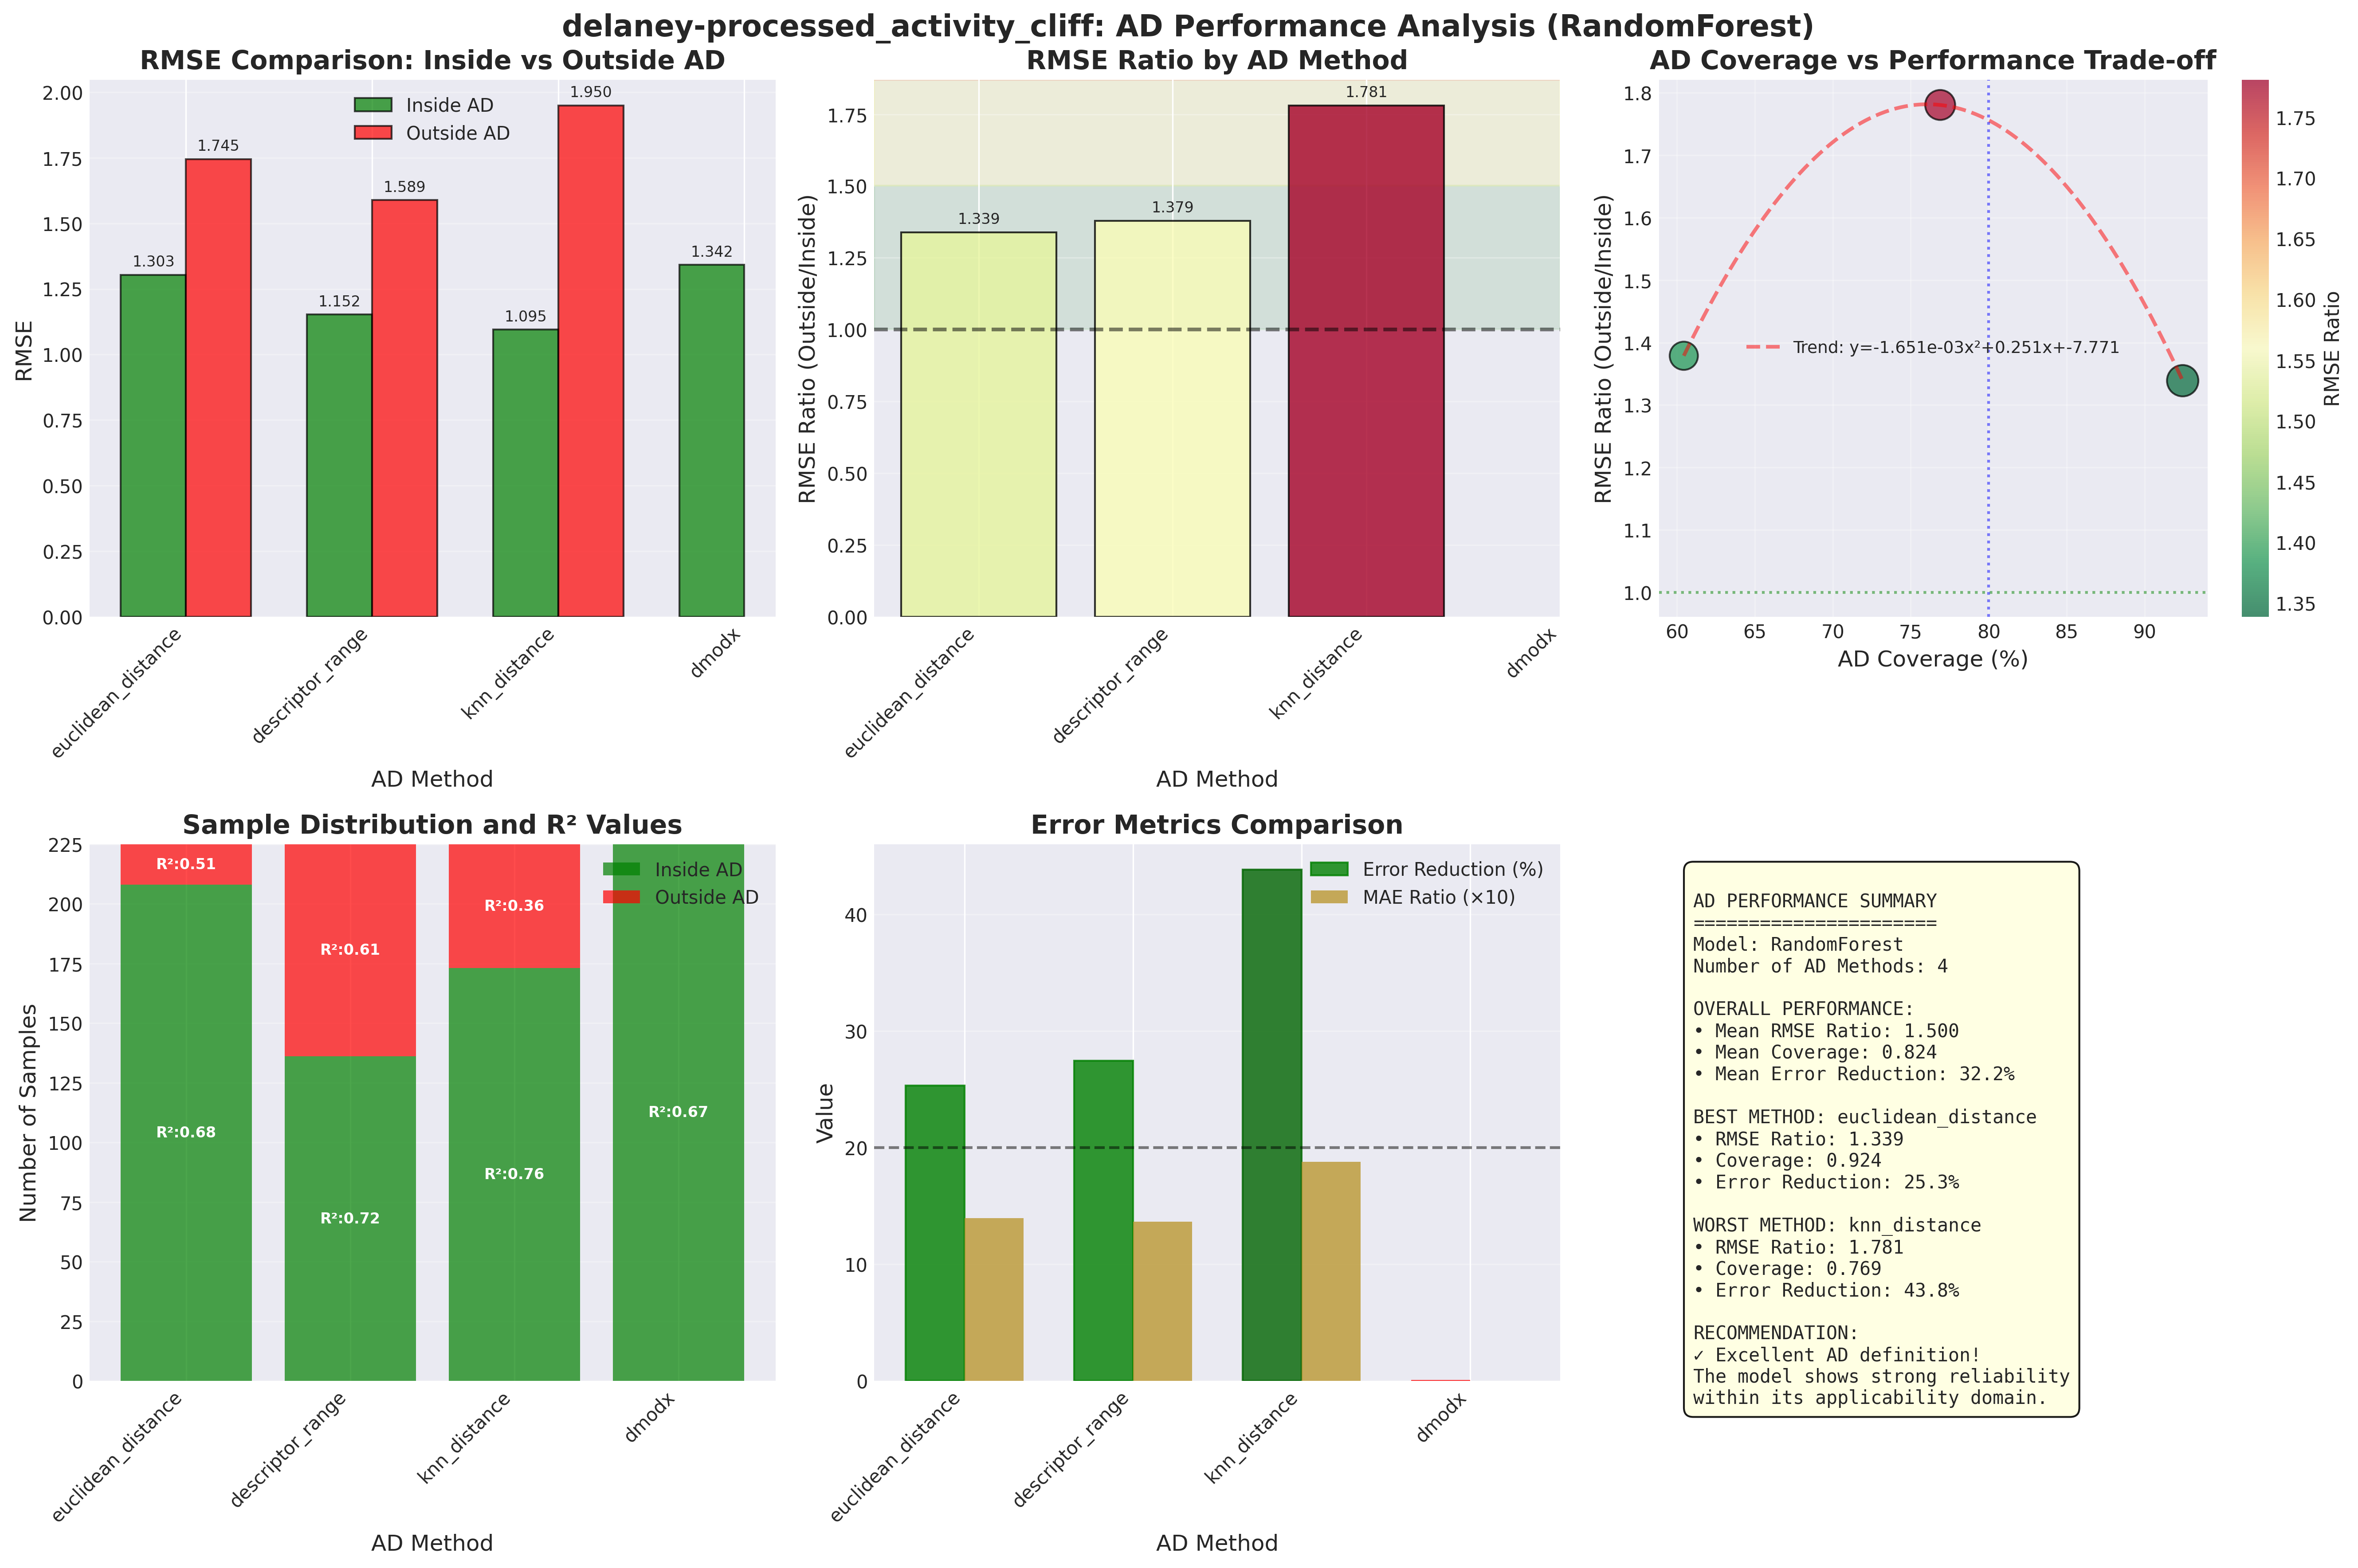 delaney-processed_activity_cliff: AD Performance Analysis (RandomForest)
RMSE Comparison: Inside vs Outside AD
RMSE
2.00
1.75
1.50
1.25
1.00
0.75
0.50
0.25
0.00
Inside AD
Outside AD
1.303
1.745
1.152
1.589
1.095
1.950
1.342
euclidean_distance
descriptor_range
knn_distance
dmodx
AD Method
RMSE Ratio by AD Method
RMSE Ratio (Outside/Inside)
1.75
1.50
1.25
1.00
0.75
0.50
0.25
0.00
1.339
1.379
1.781
euclidean_distance
descriptor_range
knn_distance
dmodx
AD Method
AD Coverage vs Performance Trade-off
RMSE Ratio (Outside/Inside)
1.8
1.7
1.6
1.5
1.4
1.3
1.2
1.1
1.0
Trend: y=-1.651e-03x²+0.251x+-7.771
60
65
70
75
80
85
90
AD Coverage (%)
1.75
1.70
1.65
1.60
1.55
1.50
1.45
1.40
1.35
RMSE Ratio
Sample Distribution and R² Values
Number of Samples
225
200
175
150
125
100
75
50
25
0
Inside AD
Outside AD
R²:0.51
R²:0.68
R²:0.61
R²:0.72
R²:0.36
R²:0.76
R²:0.67
euclidean_distance
descriptor_range
knn_distance
dmodx
AD Method
Error Metrics Comparison
Value
40
30
20
10
0
Error Reduction (%)
MAE Ratio (×10)
euclidean_distance
descriptor_range
knn_distance
dmodx
AD Method
AD PERFORMANCE SUMMARY
======================
Model: RandomForest
Number of AD Methods: 4
OVERALL PERFORMANCE:
• Mean RMSE Ratio: 1.500
• Mean Coverage: 0.824
• Mean Error Reduction: 32.2%
BEST METHOD: euclidean_distance
• RMSE Ratio: 1.339
• Coverage: 0.924
• Error Reduction: 25.3%
WORST METHOD: knn_distance
• RMSE Ratio: 1.781
• Coverage: 0.769
• Error Reduction: 43.8%
RECOMMENDATION:
✓ Excellent AD definition!
The model shows strong reliability
within its applicability domain.